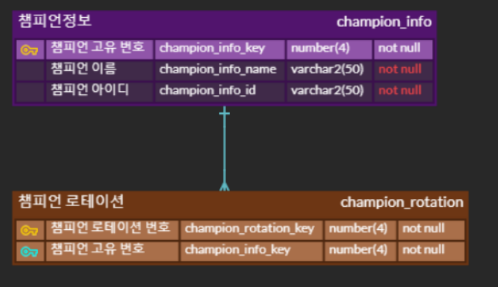 챔피언정보 champion_info
챔피언 고유 번호 champion_info_key number(4) not null
챔피언 이름 champion_info_name varchar2(50) not null
챔피언 아이디 champion_info_id varchar2(50) not null
챔피언 로테이션 champion_rotation
챔피언 로테이션 번호 champion_rotation_key number(4) not null
챔피언 고유 번호 champion_info_key number(4) not null